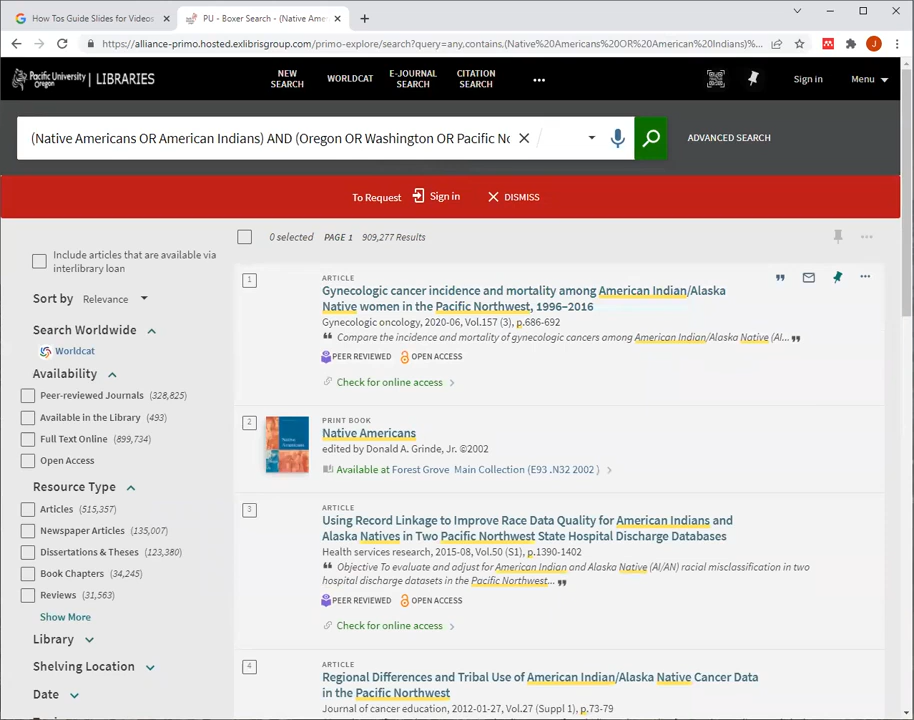 How Tos Guide Slides for Videos
PU - Boxer Search - (Native Ame
https://alliance-primo.hosted.exlibrisgroup.com/primo-explore/search?query=any,contains,(Native%20Americans%20OR%20American%20Indians)%...
J
Pacific University Oregon | LIBRARIES
NEW SEARCH
WORLDCAT
E-JOURNAL SEARCH
CITATION SEARCH
Sign in
Menu
(Native Americans OR American Indians) AND (Oregon OR Washington OR Pacific No
ADVANCED SEARCH
To Request Sign in DISMISS
0 selected PAGE 1 909,277 Results
Include articles that are available via
interlibrary loan
Sort by Relevance
Search Worldwide
Worldcat
Availability
Peer-reviewed Journals (328,825)
Available in the Library (493)
Full Text Online (899,734)
Open Access
Resource Type
Articles (515,357)
Newspaper Articles (135,007)
Dissertations & Theses (123,380)
Book Chapters (34,245)
Reviews (31,563)
Show More
Library
Shelving Location
Date
1
ARTICLE
Gynecologic cancer incidence and mortality among American Indian/Alaska
Native women in the Pacific Northwest, 1996–2016
Gynecologic oncology, 2020-06, Vol.157 (3), p.686-692
Compare the incidence and mortality of gynecologic cancers among American Indian/Alaska Native (AI...
PEER REVIEWED OPEN ACCESS
Check for online access
2
PRINT BOOK
Native Americans
edited by Donald A. Grinde, Jr. ©2002
Available at Forest Grove Main Collection (E93 .N32 2002 )
3
ARTICLE
Using Record Linkage to Improve Race Data Quality for American Indians and
Alaska Natives in Two Pacific Northwest State Hospital Discharge Databases
Health services research, 2015-08, Vol.50 (S1), p.1390-1402
Objective To evaluate and adjust for American Indian and Alaska Native (AI/AN) racial misclassification in two
hospital discharge datasets in the Pacific Northwest...
PEER REVIEWED OPEN ACCESS
Check for online access
4
ARTICLE
Regional Differences and Tribal Use of American Indian/Alaska Native Cancer Data
in the Pacific Northwest
Journal of cancer education, 2012-01-27, Vol.27 (Suppl 1), p.73-79